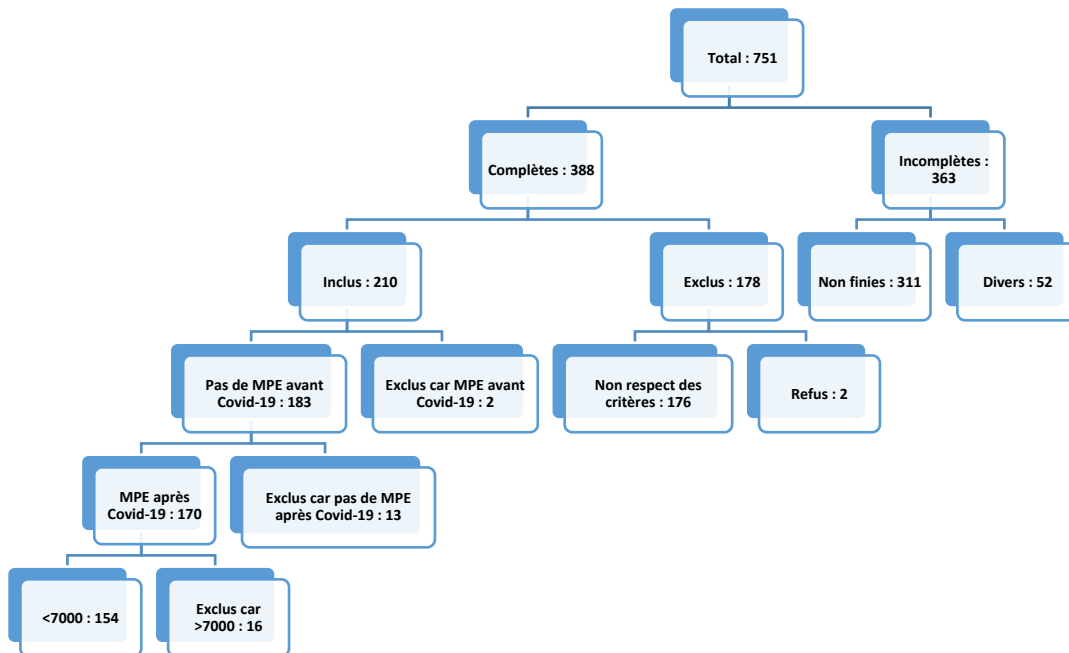 Total : 751
Complètes : 388
Incomplètes :
363
Inclus : 210
Exclus : 178
Non finies : 311
Divers : 52
Pas de MPE avant
Covid-19 : 183
Exclus car MPE avant
Covid-19 : 2
Non respect des
critères : 176
Refus : 2
MPE après
Covid-19 : 170
Exclus car pas de MPE
après Covid-19 : 13
<7000 : 154
Exclus car
>7000 : 16